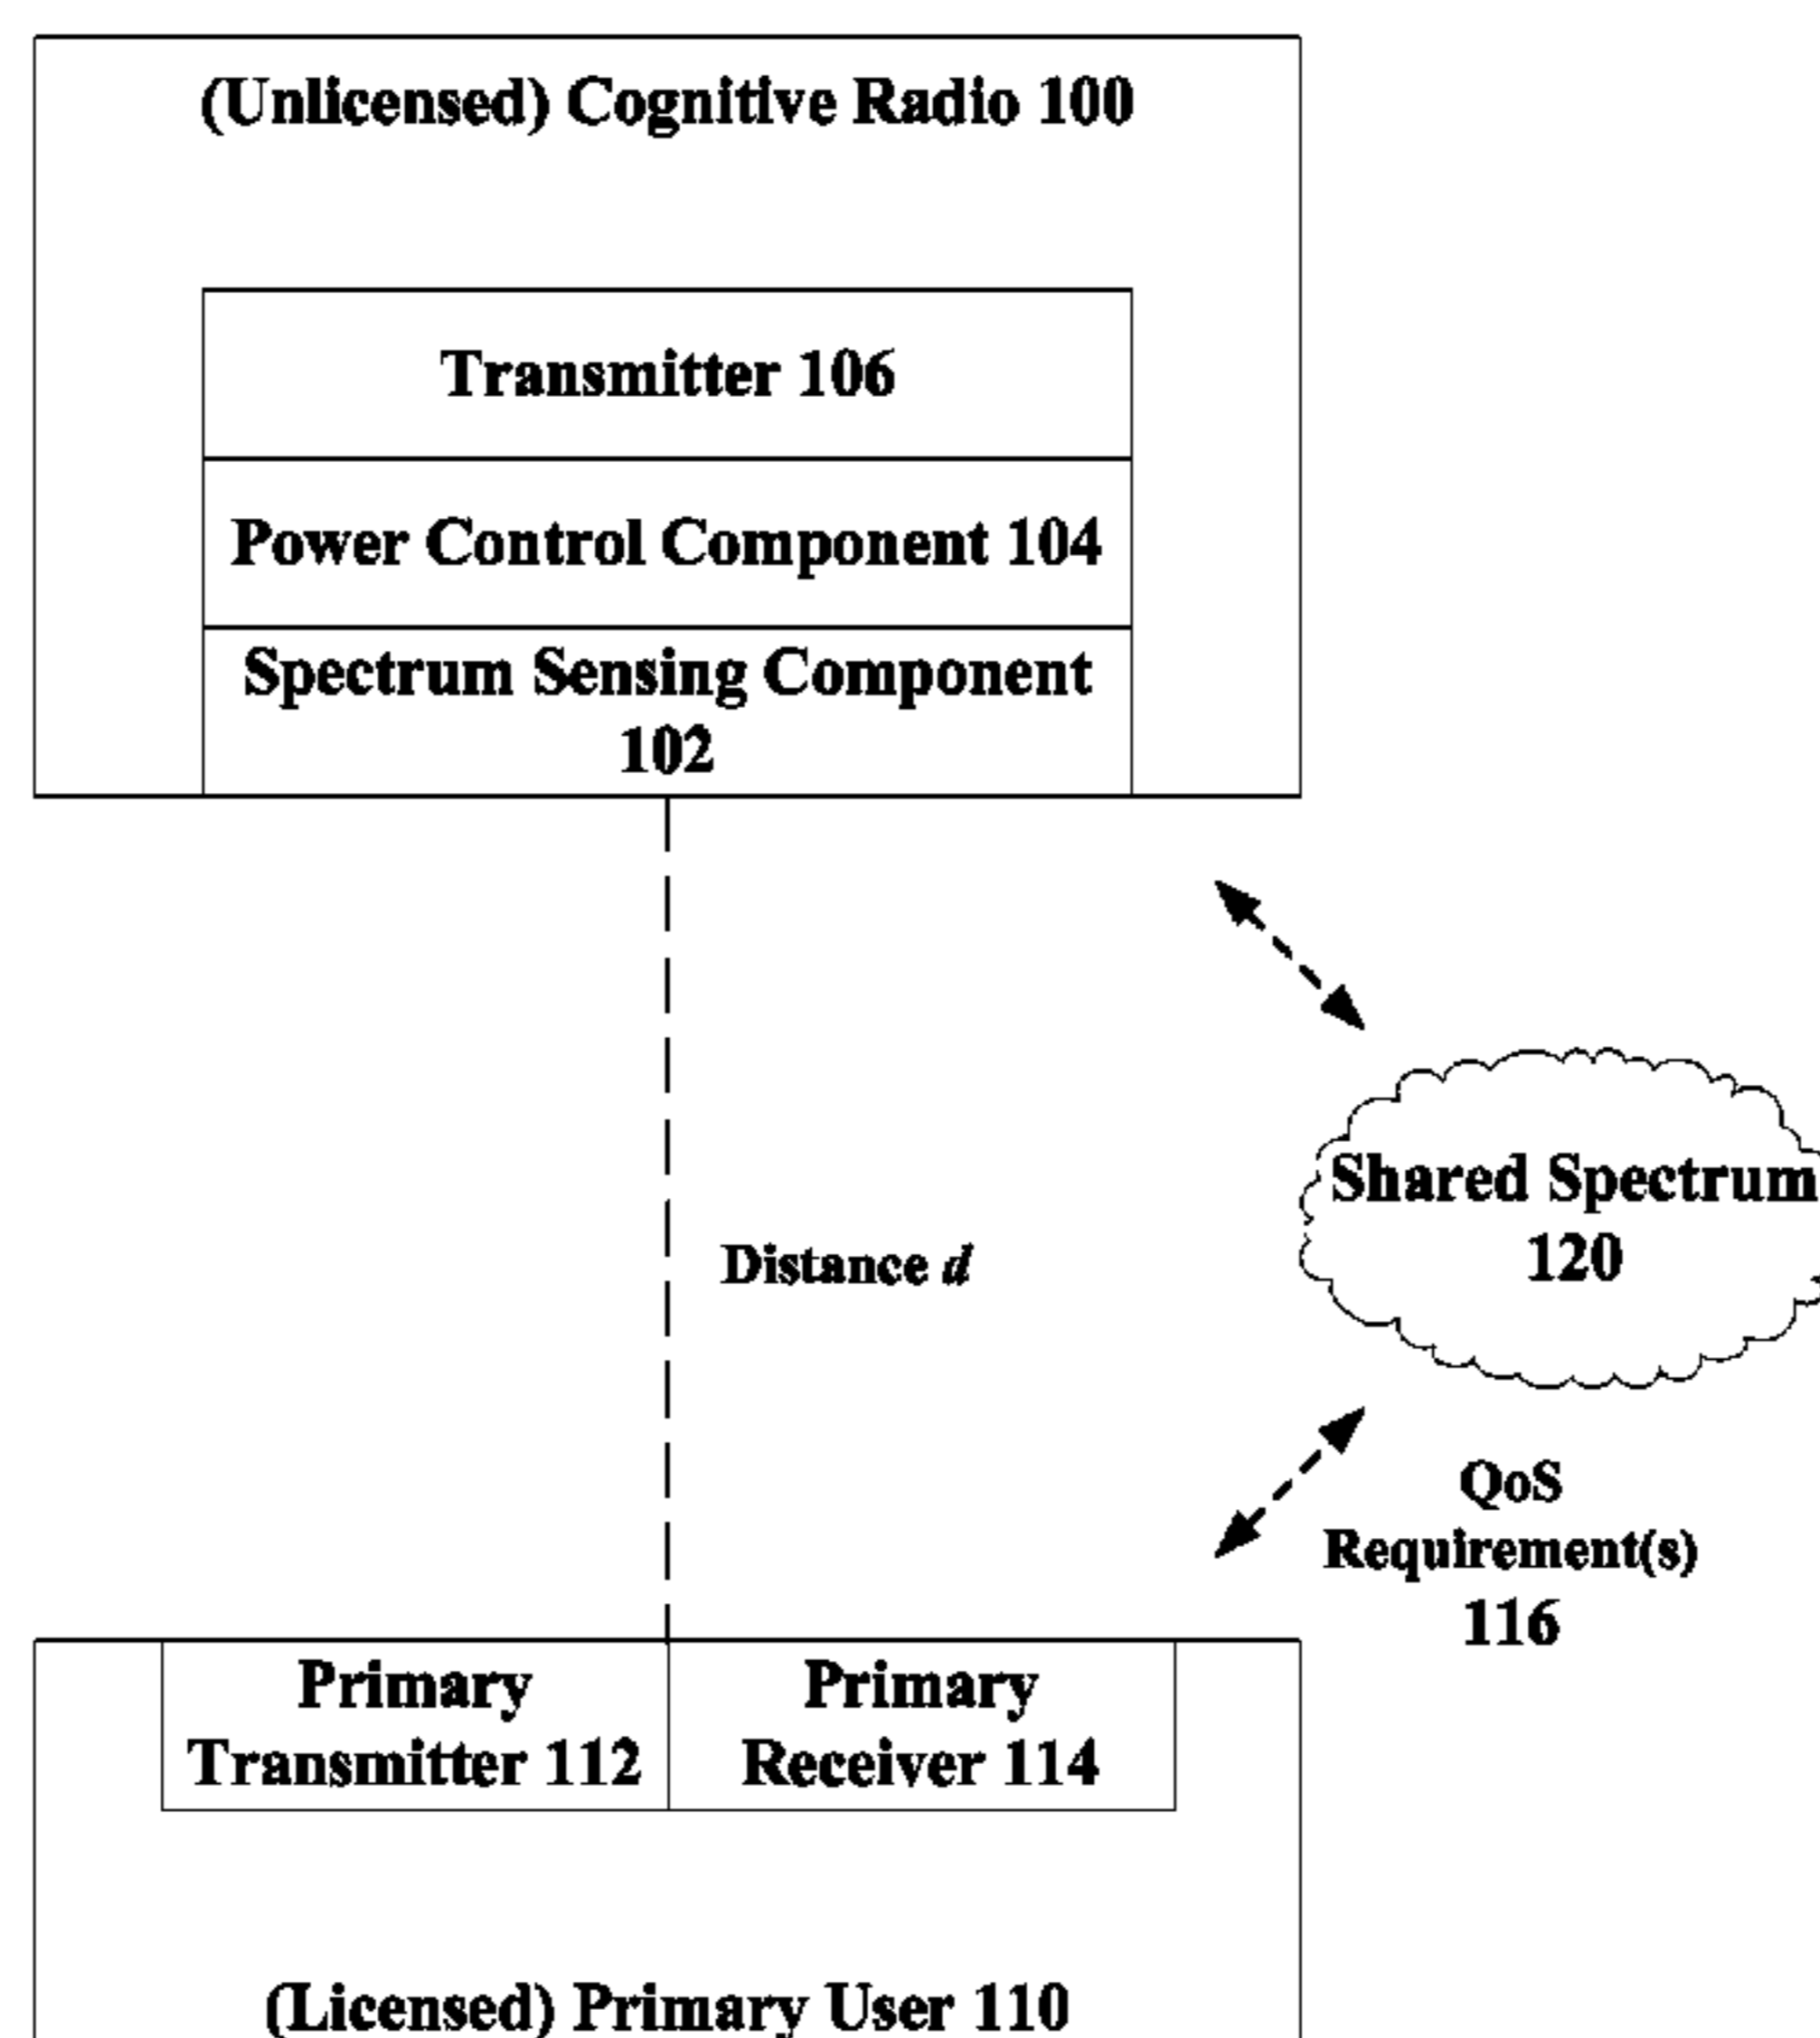 (Unlicensed) Cognitive Radio 100
Transmitter 106
Power Control Component 104
Spectrum Sensing Component
102
Distance d
Shared Spectrum
120
QoS
Requirement(s)
116
Primary
Transmitter 112
Primary
Receiver 114
(Licensed) Primary User 110